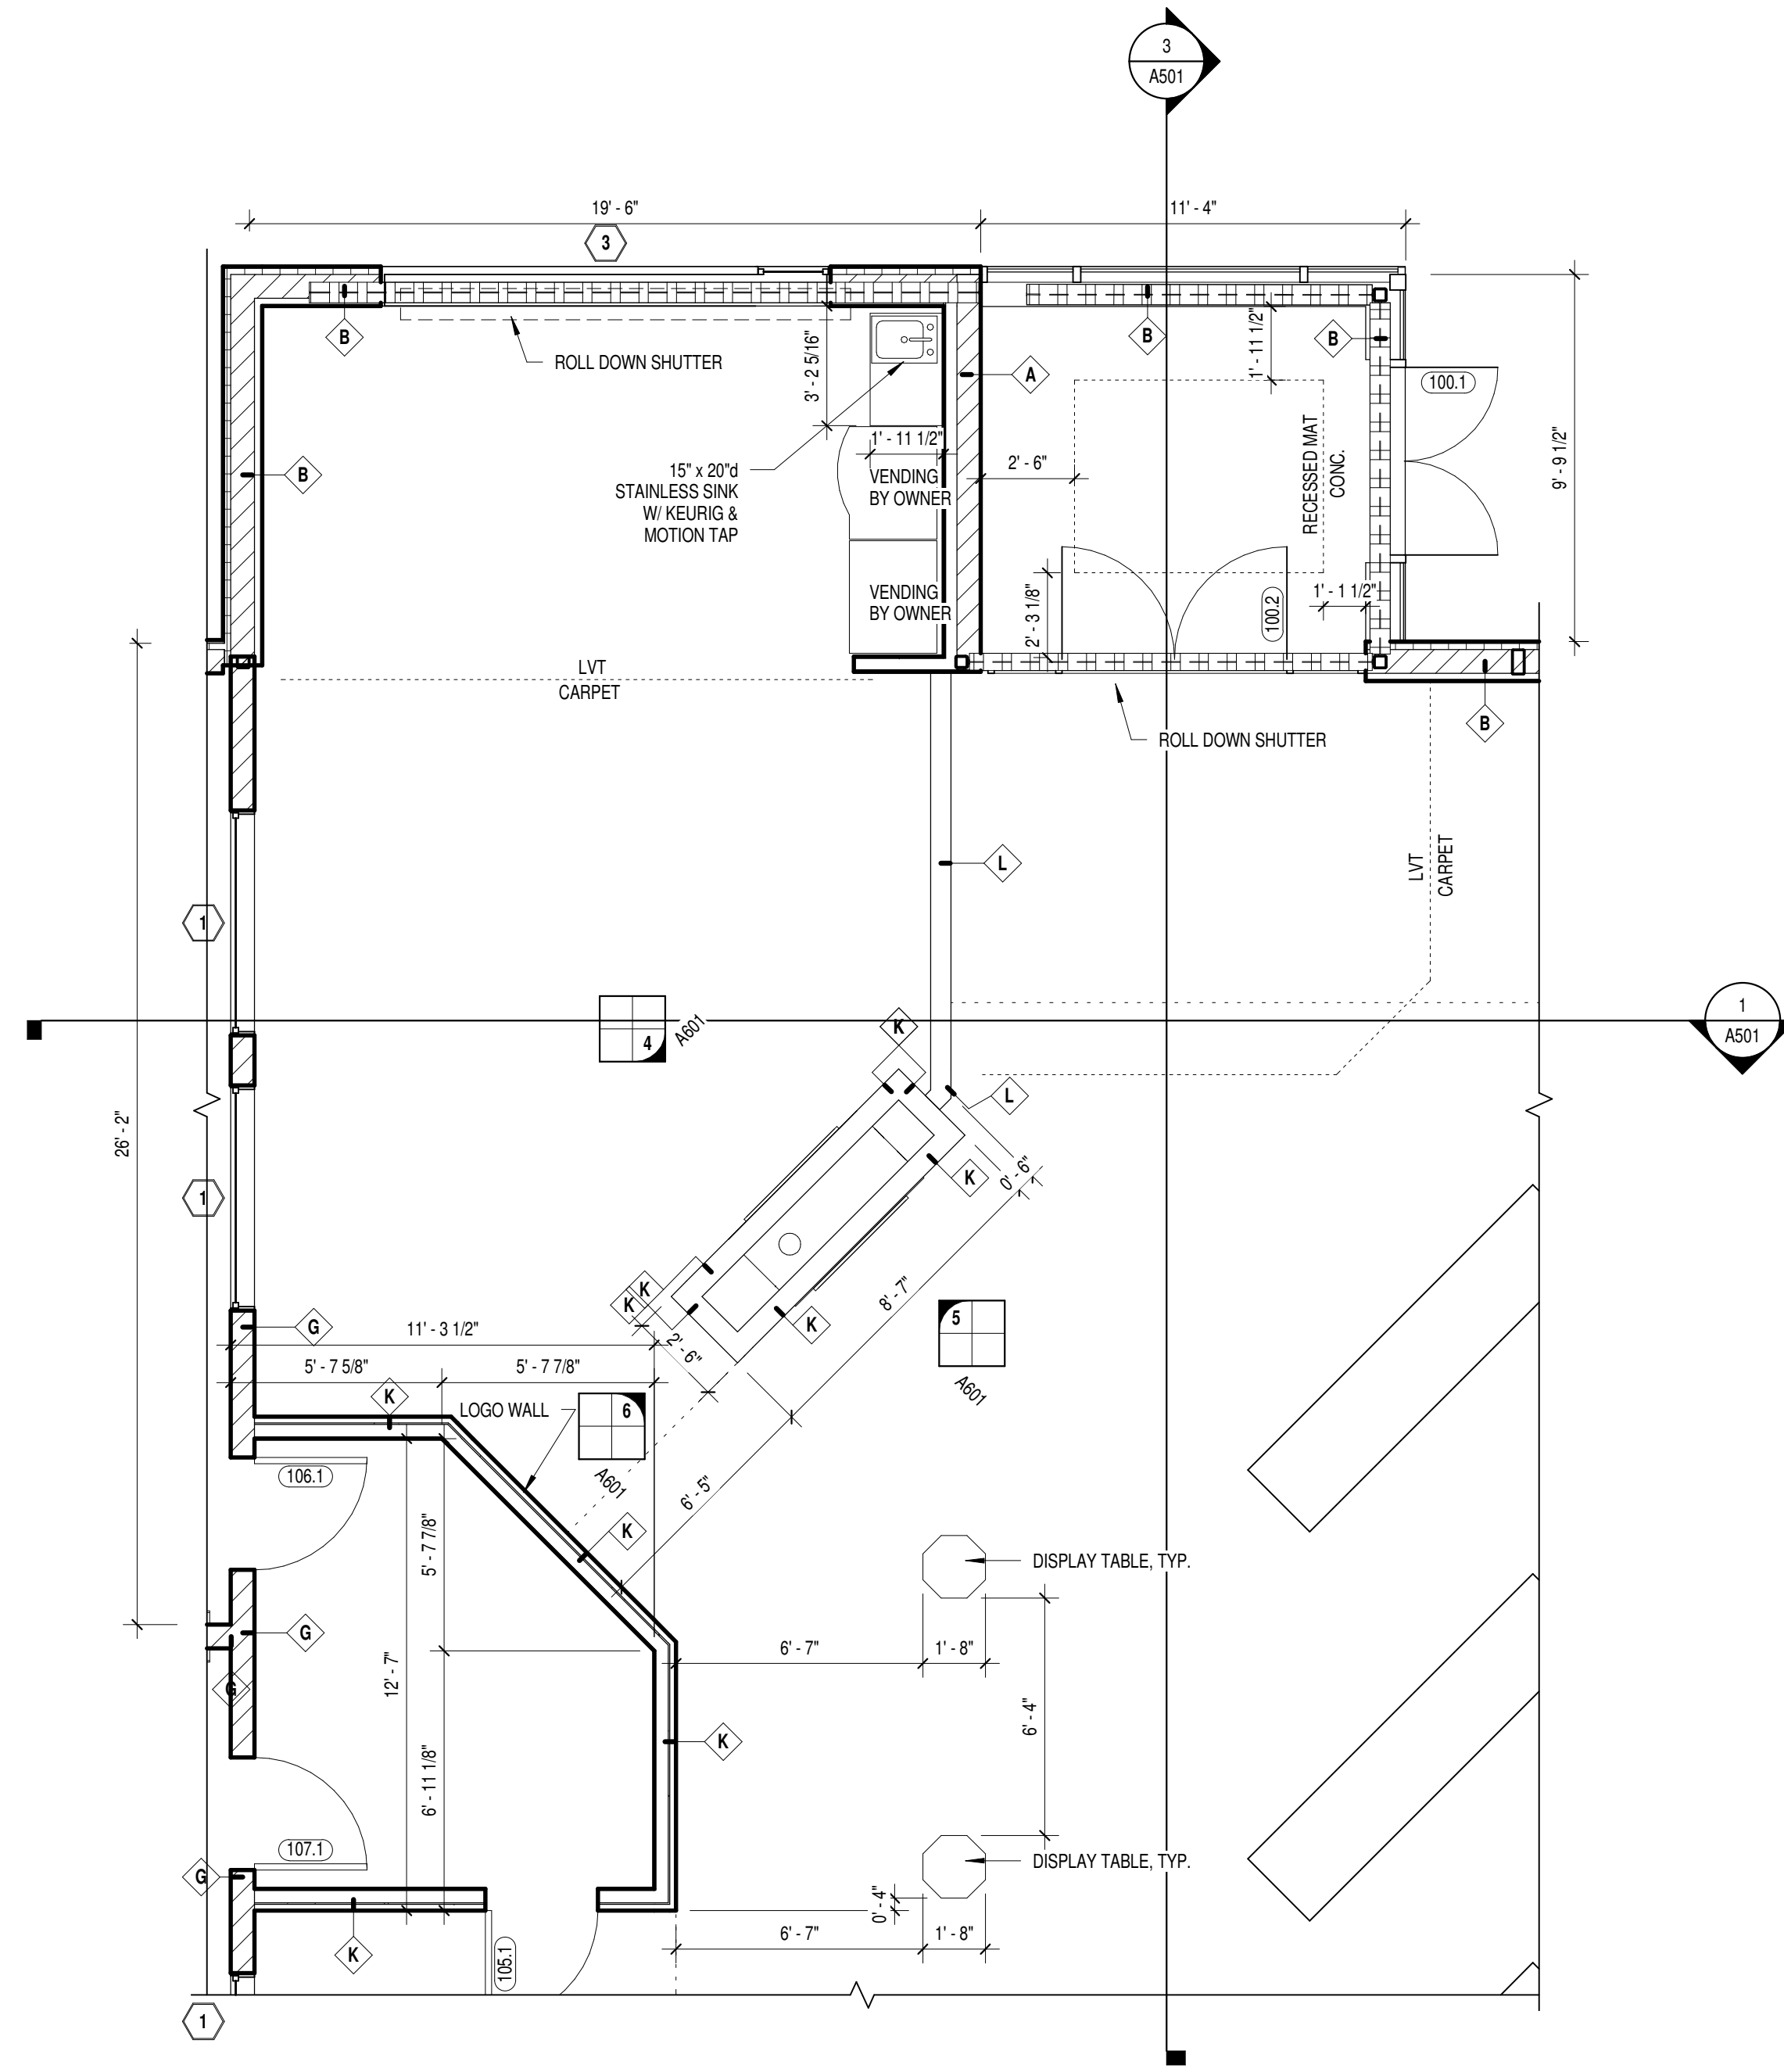 3
A501
19' - 6"
11' - 4"
3
B
ROLL DOWN SHUTTER
3' - 2 5/16"
A
B
1' - 11 1/2"
B
100.1
9' - 9 1/2"
B
15" x 20"d
STAINLESS SINK
W/ KEURIG &
MOTION TAP
1' - 11 1/2"
VENDING
BY OWNER
2' - 6"
RECESSED MAT
CONC.
VENDING
BY OWNER
2' - 3 1/8"
100.2
1' - 1 1/2"
LVT
CARPET
B
ROLL DOWN SHUTTER
L
LVT
CARPET
1
1
A501
4
A601
K
L
26' - 2"
K
0' - 6"
1
K
K
K
8' - 7"
5
A601
G
11' - 3 1/2"
2' - 6"
5' - 7 5/8"
5' - 7 7/8"
K
LOGO WALL
6
A601
106.1
6' - 5"
K
5' - 7 7/8"
DISPLAY TABLE, TYP.
G
12' - 7"
6' - 7"
1' - 8"
G
6' - 4"
K
6' - 11 1/8"
107.1
DISPLAY TABLE, TYP.
G
0' - 4"
6' - 7"
1' - 8"
K
105.1
1